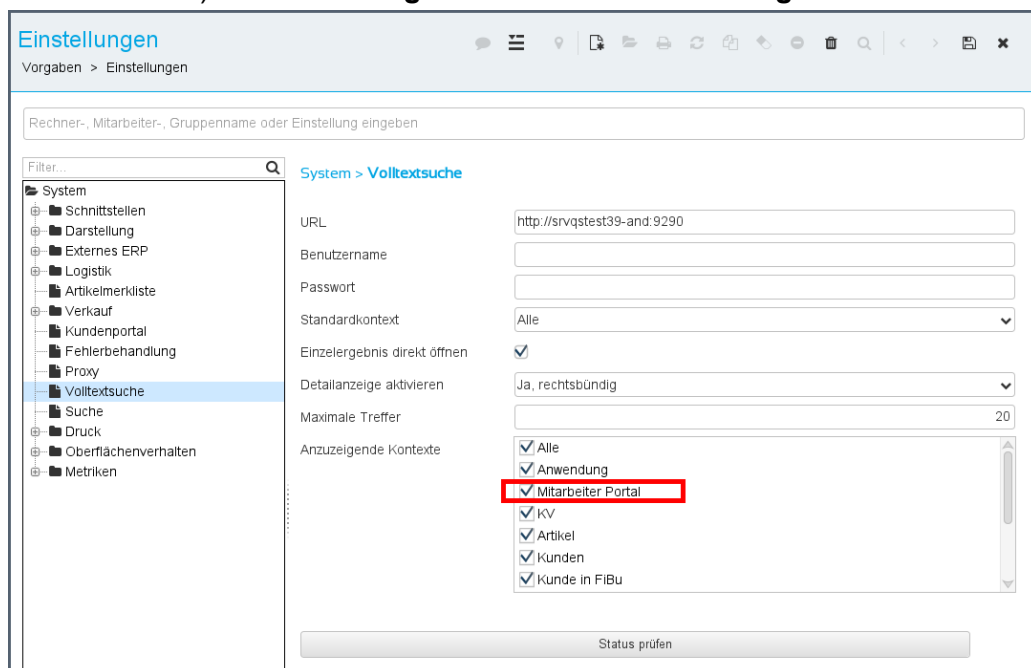 Einstellungen
Vorgaben > Einstellungen
Rechner-, Mitarbeiter-, Gruppenname oder Einstellung eingeben
Filter...
System > Volltextsuche
System
Schnittstellen
Darstellung
Externes ERP
Logistik
Artikelmerkliste
Verkauf
Kundenportal
Fehlerbehandlung
Proxy
Volltextsuche
Suche
Druck
Oberflächenverhalten
Metriken
URL http://srvqstest39-and:9290
Benutzername
Passwort
Standardkontext Alle
Einzelergebnis direkt öffnen
Detailanzeige aktivieren Ja, rechtsbündig
Maximale Treffer 20
Anzuzeigende Kontexte
Alle
Anwendung
Mitarbeiter Portal
KV
Artikel
Kunden
Kunde in FiBu
Status prüfen